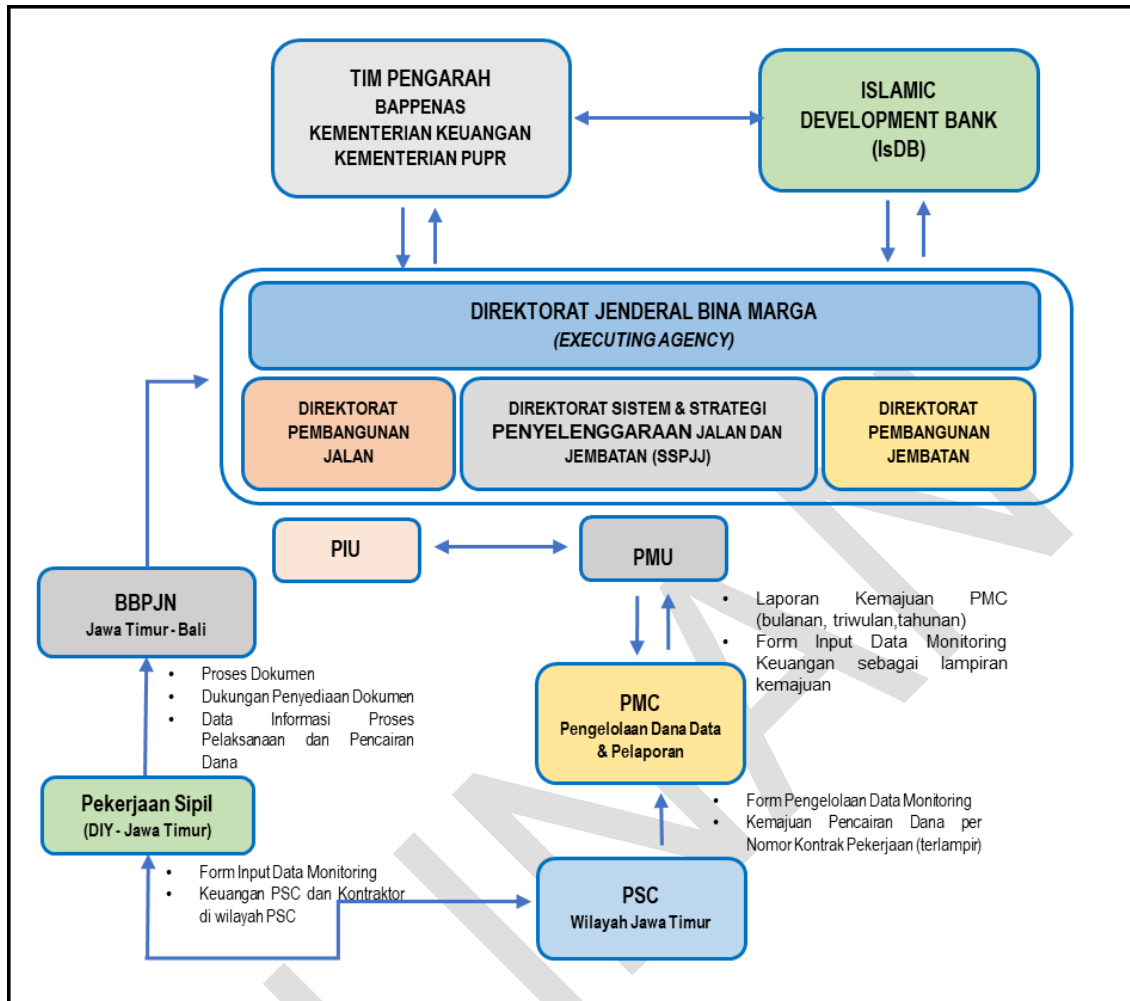 TIM PENGARAH
BAPPENAS
KEMENTERIAN KEUANGAN
KEMENTERIAN PUPR
ISLAMIC
DEVELOPMENT BANK
(IsDB)
DIREKTORAT JENDERAL BINA MARGA
(EXECUTING AGENCY)
DIREKTORAT
PEMBANGUNAN
JALAN
DIREKTORAT SISTEM & STRATEGI
PENYELENGGARAAN JALAN DAN
JEMBATAN (SSPJJ)
DIREKTORAT
PEMBANGUNAN
JEMBATAN
PIU
PMU
BBPJN
Jawa Timur - Bali
• Laporan Kemajuan PMC
(bulanan, triwulan,tahunan)
• Form Input Data Monitoring
Keuangan sebagai lampiran
kemajuan
• Proses Dokumen
• Dukungan Penyediaan Dokumen
• Data Informasi Proses
Pelaksanaan dan Pencairan
Dana
PMC
Pengelolaan Dana Data
& Pelaporan
Pekerjaan Sipil
(DIY - Jawa Timur)
• Form Pengelolaan Data Monitoring
• Kemajuan Pencairan Dana per
Nomor Kontrak Pekerjaan (terlampir)
• Form Input Data Monitoring
• Keuangan PSC dan Kontraktor
di wilayah PSC
PSC
Wilayah Jawa Timur